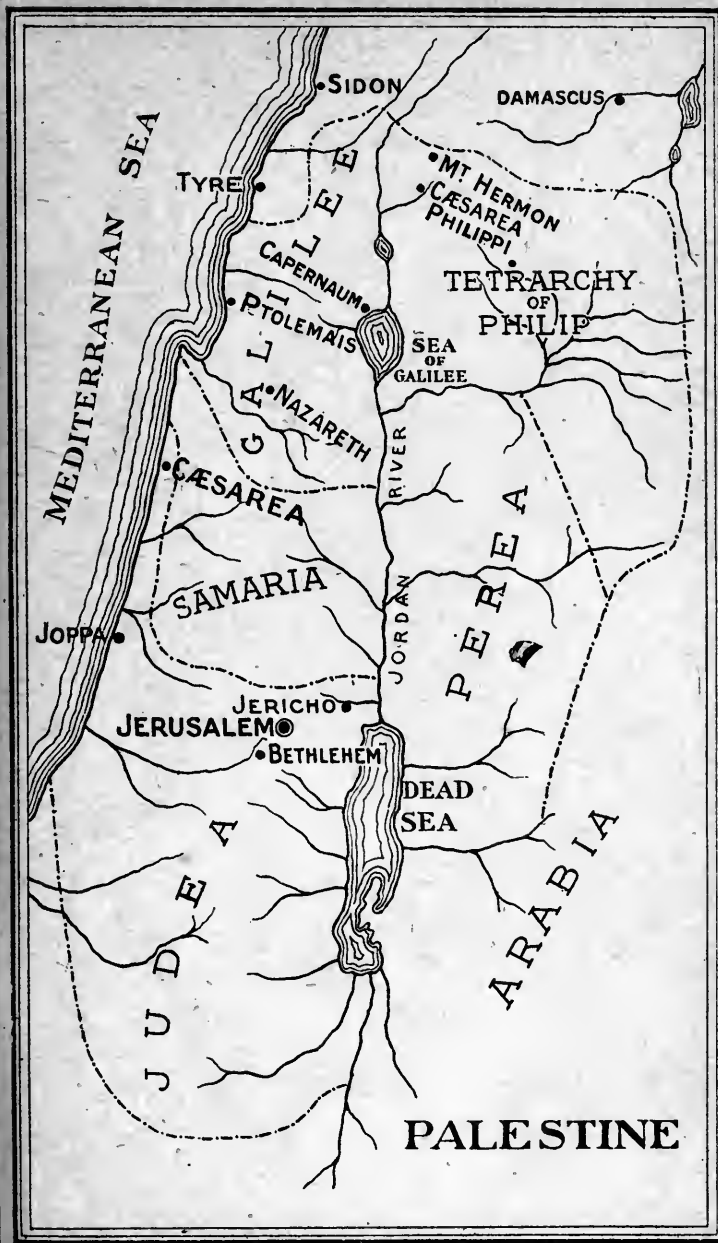 SIDON
DAMASCUS
MEDITERRANEAN SEA
TYRE
MT HERMON
CÆSAREA
PHILIPPI
GALILEE
CAPERNAUM
TETRARCHY
OF
PHILIP
PTOLEMAIS
SEA
OF
GALILEE
NAZARETH
RIVER JORDAN
CÆSAREA
PEREA
SAMARIA
JOPPA
JERICHO
JERUSALEM
BETHLEHEM
DEAD
SEA
JUDEA
ARABIA
PALESTINE